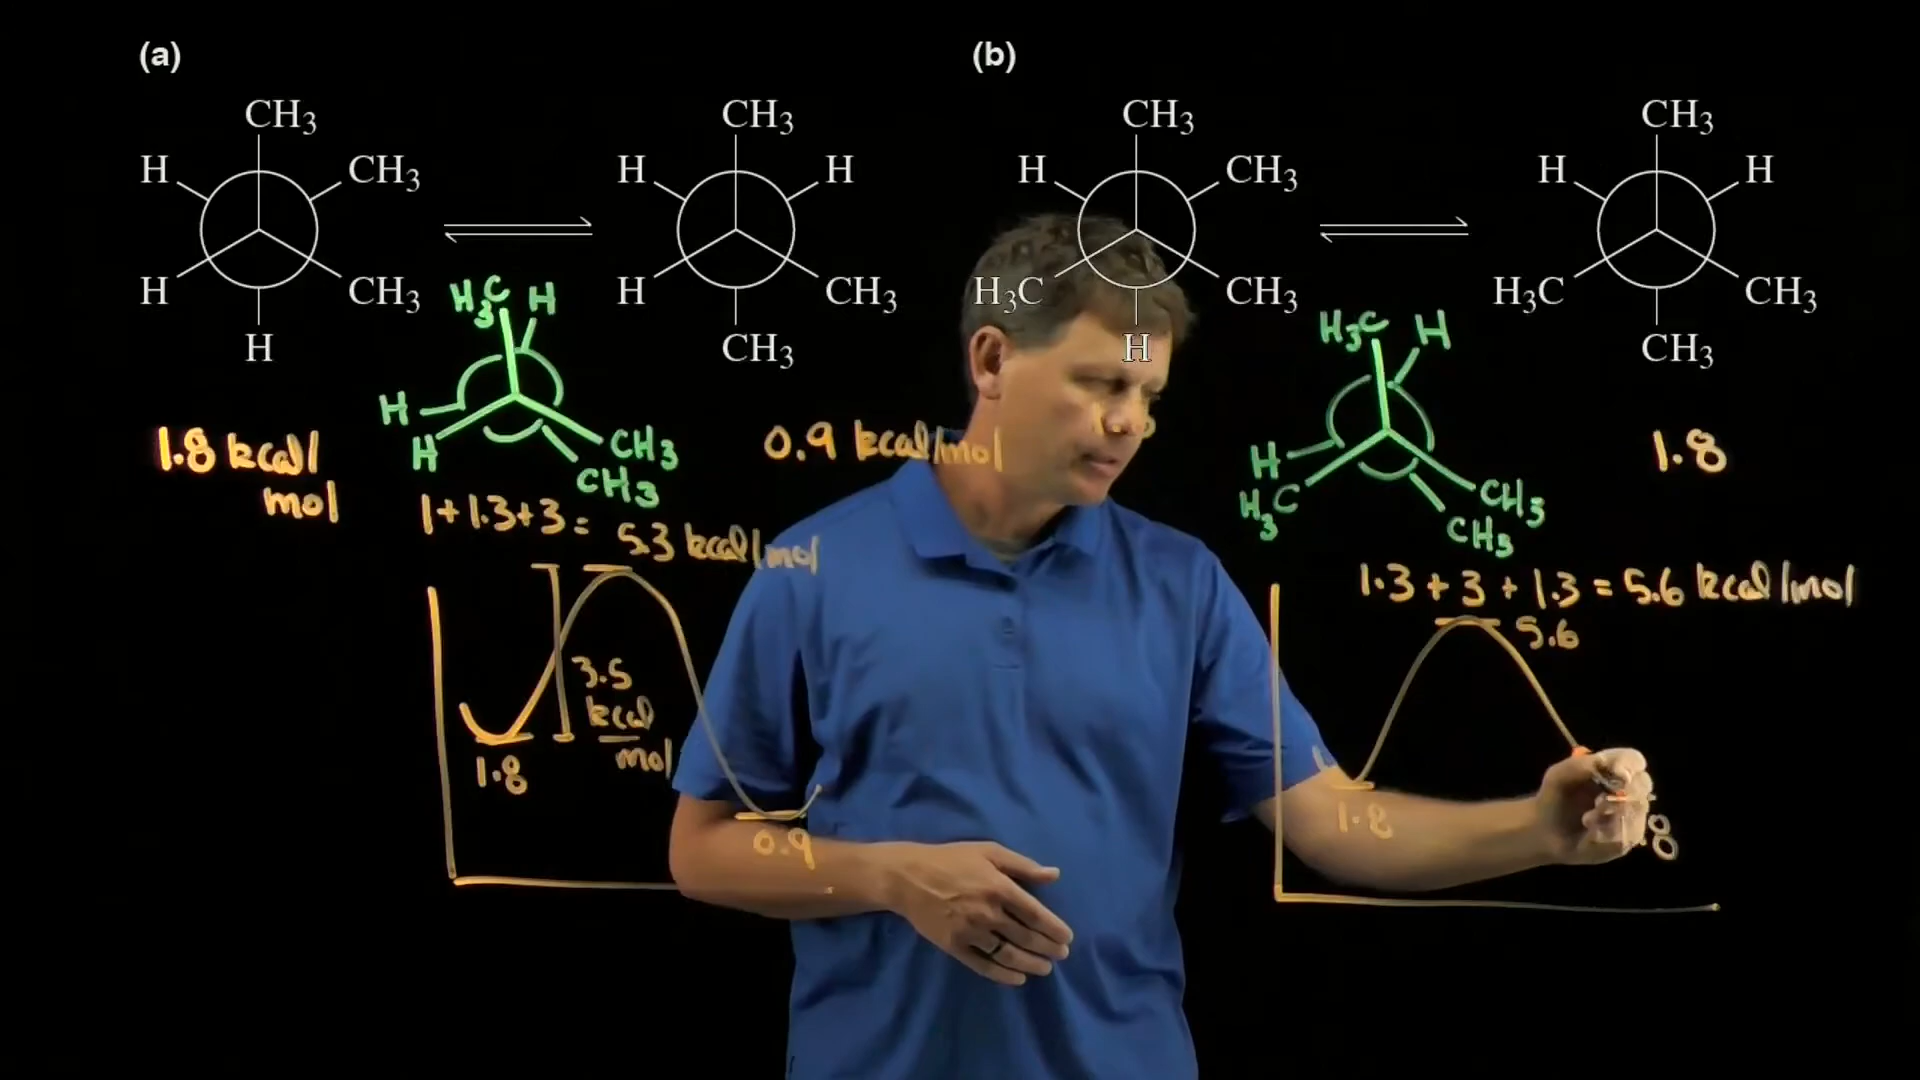 (a)
CH3
H
CH3
H
CH3
H
CH3
H
H
H
CH3
CH3
H3C
H
H
H
CH3
CH3
1.8 kcal/
mol
0.9 kcal/mol
1+1.3+3=
5.3 kcal/mol
3.5
kcal
mol
1.8
0.9
(b)
CH3
H
CH3
H3C
CH3
H
CH3
H
H
H3C
CH3
CH3
H3C
H
H
H3C
CH3
CH3
1.8
1.3 + 3 + 1.3 = 5.6 kcal/mol
5.6
1.8
1.8